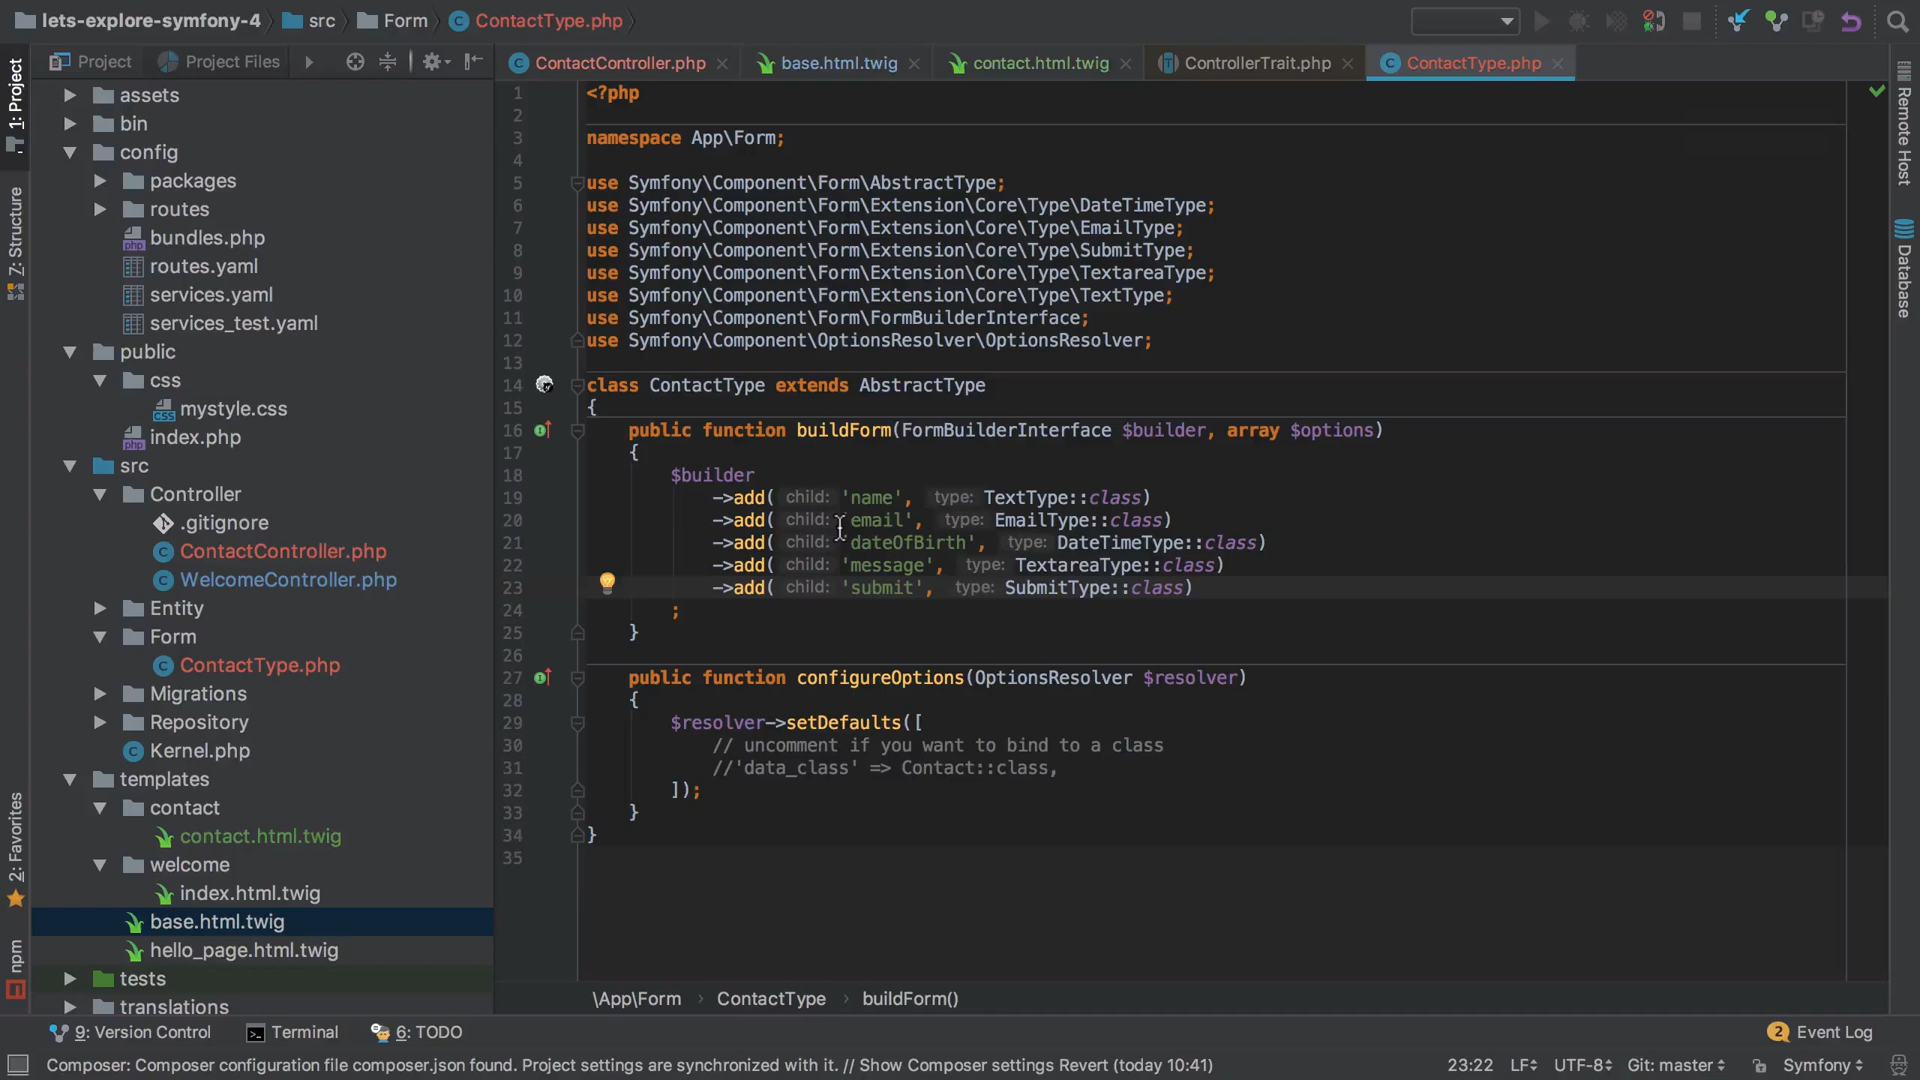 lets-explore-symfony-4 src Form ContactType.php
Project Project Files
ContactController.php base.html.twig contact.html.twig ControllerTrait.php ContactType.php
1: Project
7: Structure
2: Favorites
npm
assets
bin
config
packages
routes
bundles.php
routes.yaml
services.yaml
services_test.yaml
public
css
mystyle.css
index.php
src
Controller
.gitignore
ContactController.php
WelcomeController.php
Entity
Form
ContactType.php
Migrations
Repository
Kernel.php
templates
contact
contact.html.twig
welcome
index.html.twig
base.html.twig
hello_page.html.twig
tests
translations
1 <?php
2
3 namespace App\Form;
4
5 use Symfony\Component\Form\AbstractType;
6 use Symfony\Component\Form\Extension\Core\Type\DateTimeType;
7 use Symfony\Component\Form\Extension\Core\Type\EmailType;
8 use Symfony\Component\Form\Extension\Core\Type\SubmitType;
9 use Symfony\Component\Form\Extension\Core\Type\TextareaType;
10 use Symfony\Component\Form\Extension\Core\Type\TextType;
11 use Symfony\Component\Form\FormBuilderInterface;
12 use Symfony\Component\OptionsResolver\OptionsResolver;
13
14 class ContactType extends AbstractType
15 {
16 public function buildForm(FormBuilderInterface $builder, array $options)
17 {
18 $builder
19 ->add( child: 'name', type: TextType::class)
20 ->add( child: 'email', type: EmailType::class)
21 ->add( child: 'dateOfBirth', type: DateTimeType::class)
22 ->add( child: 'message', type: TextareaType::class)
23 ->add( child: 'submit', type: SubmitType::class)
24 ;
25 }
26
27 public function configureOptions(OptionsResolver $resolver)
28 {
29 $resolver->setDefaults([
30 // uncomment if you want to bind to a class
31 //'data_class' => Contact::class,
32 ]);
33 }
34 }
35
\App\Form › ContactType › buildForm()
Remote Host
Database
9: Version Control Terminal 6: TODO 2 Event Log
Composer: Composer configuration file composer.json found. Project settings are synchronized with it. // Show Composer settings Revert (today 10:41) 23:22 LF UTF-8 Git: master Symfony